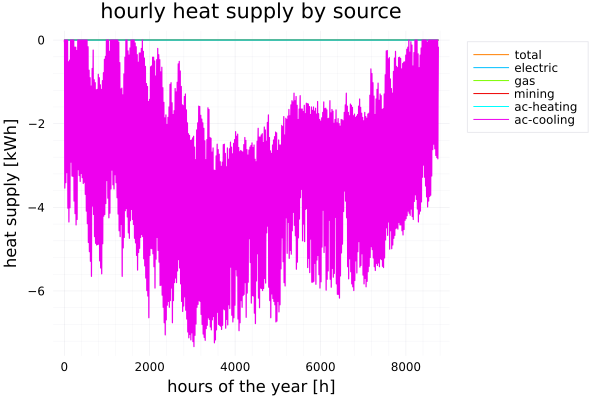 hourly heat supply by source
0
−2
−4
−6
heat supply [kWh]
0 2000 4000 6000 8000
hours of the year [h]
total
electric
gas
mining
ac-heating
ac-cooling